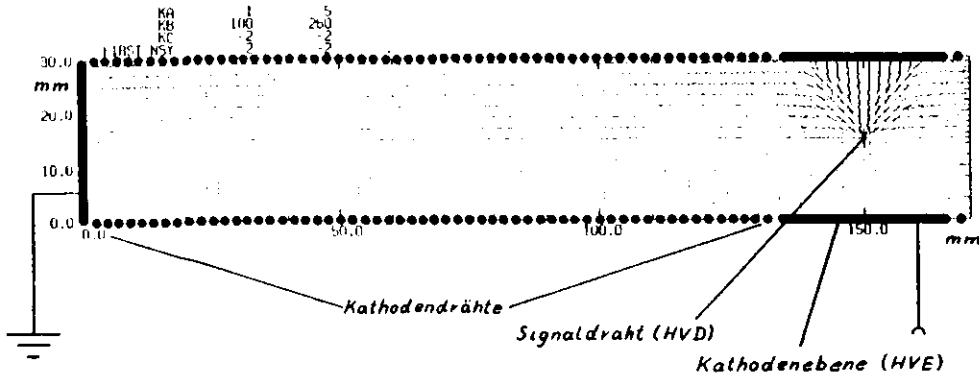 KA 1 5
KB 100 260
KC -2 -2
FIRST NSY 2 -2
30.0
mm
20.0
10.0
0.0
0.0 50.0 100.0 150.0 mm
Kathodendrähte
Signaldraht (HVD)
Kathodenebene (HVE)